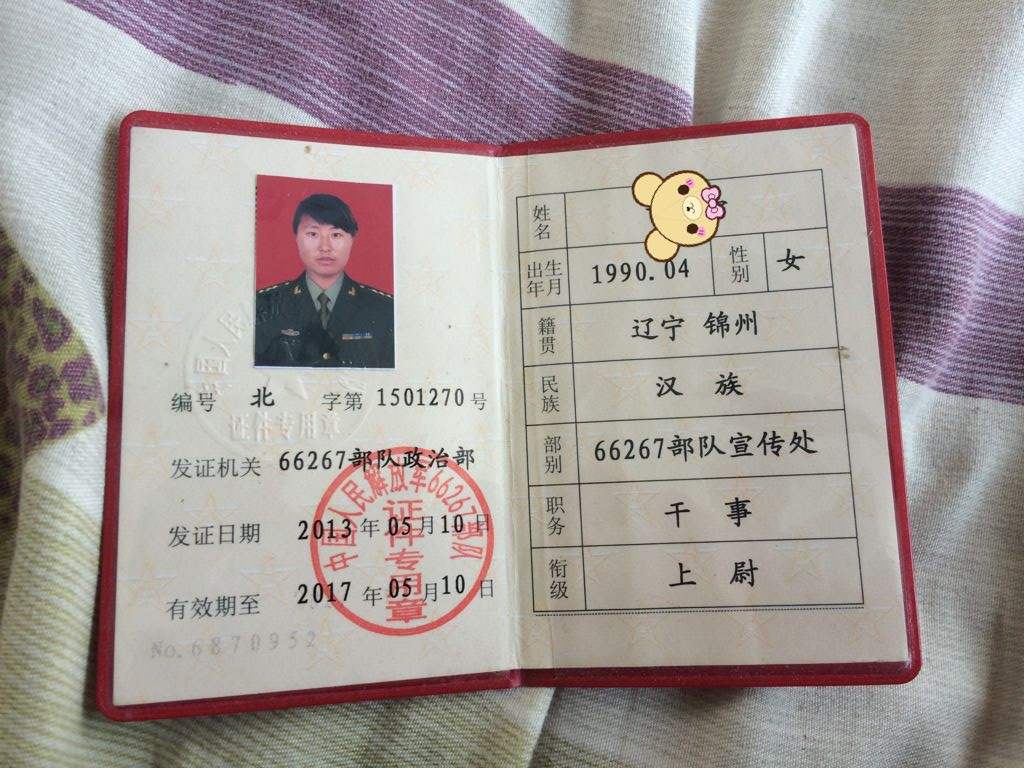 编号 北 字第 1501270 号
发证机关 66267部队政治部
发证日期 2013 年 05 月 10 日
有效期至 2017 年 05 月 10 日
No.6870952
证件专用章
中国人民解放军66267部队
证件专用章
姓名
出生年月 1990.04 性别 女
籍贯 辽宁 锦州
民族 汉 族
部别 66267部队宣传处
职务 干 事
衔级 上 尉